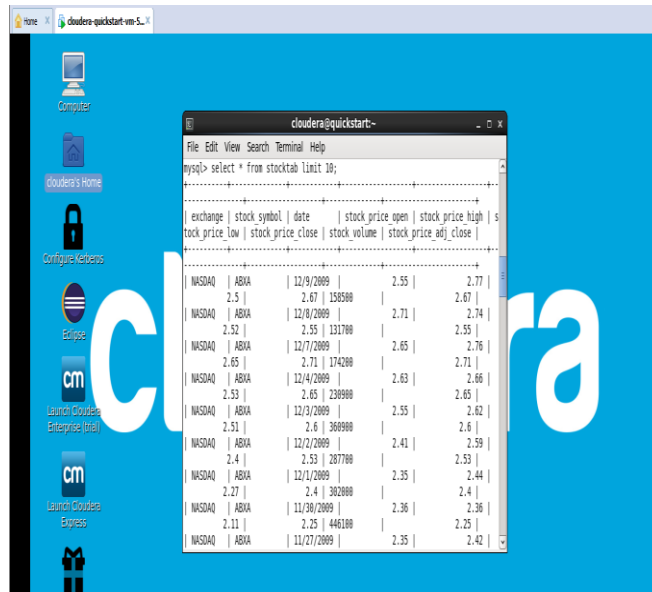 Home
cloudera-quickstart-vm-5...
Computer
cloudera's Home
Configure Kerberos
Eclipse
cm
Launch Cloudera
Enterprise (trial)
cm
Launch Cloudera
Express
cl
ra
cloudera@quickstart:~
File Edit View Search Terminal Help
mysql> select * from stocktab limit 10;
| exchange | stock_symbol | date | stock_price_open | stock_price_high | s
tock_price_low | stock_price_close | stock_volume | stock_price_adj_close |
| NASDAQ | ABXA | 12/9/2009 | 2.55 | 2.77 |
2.5 | 2.67 | 158500 | 2.67 |
| NASDAQ | ABXA | 12/8/2009 | 2.71 | 2.74 |
2.52 | 2.55 | 131700 | 2.55 |
| NASDAQ | ABXA | 12/7/2009 | 2.65 | 2.76 |
2.65 | 2.71 | 174200 | 2.71 |
| NASDAQ | ABXA | 12/4/2009 | 2.63 | 2.66 |
2.53 | 2.65 | 230900 | 2.65 |
| NASDAQ | ABXA | 12/3/2009 | 2.55 | 2.62 |
2.51 | 2.6 | 360900 | 2.6 |
| NASDAQ | ABXA | 12/2/2009 | 2.41 | 2.59 |
2.4 | 2.53 | 287700 | 2.53 |
| NASDAQ | ABXA | 12/1/2009 | 2.35 | 2.44 |
2.27 | 2.4 | 302000 | 2.4 |
| NASDAQ | ABXA | 11/30/2009 | 2.36 | 2.36 |
2.11 | 2.25 | 446100 | 2.25 |
| NASDAQ | ABXA | 11/27/2009 | 2.35 | 2.42 |